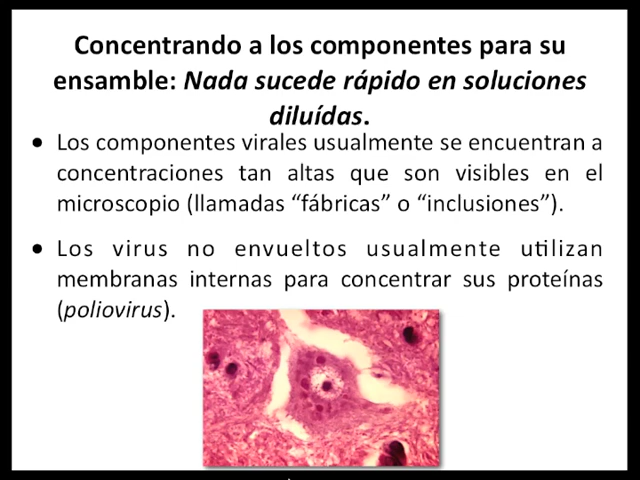 Concentrando a los componentes para su
ensamble: Nada sucede rápido en soluciones
diluídas.
• Los componentes virales usualmente se encuentran a
concentraciones tan altas que son visibles en el
microscopio (llamadas “fábricas” o “inclusiones”).
• Los virus no envueltos usualmente utilizan
membranas internas para concentrar sus proteínas
(poliovirus).